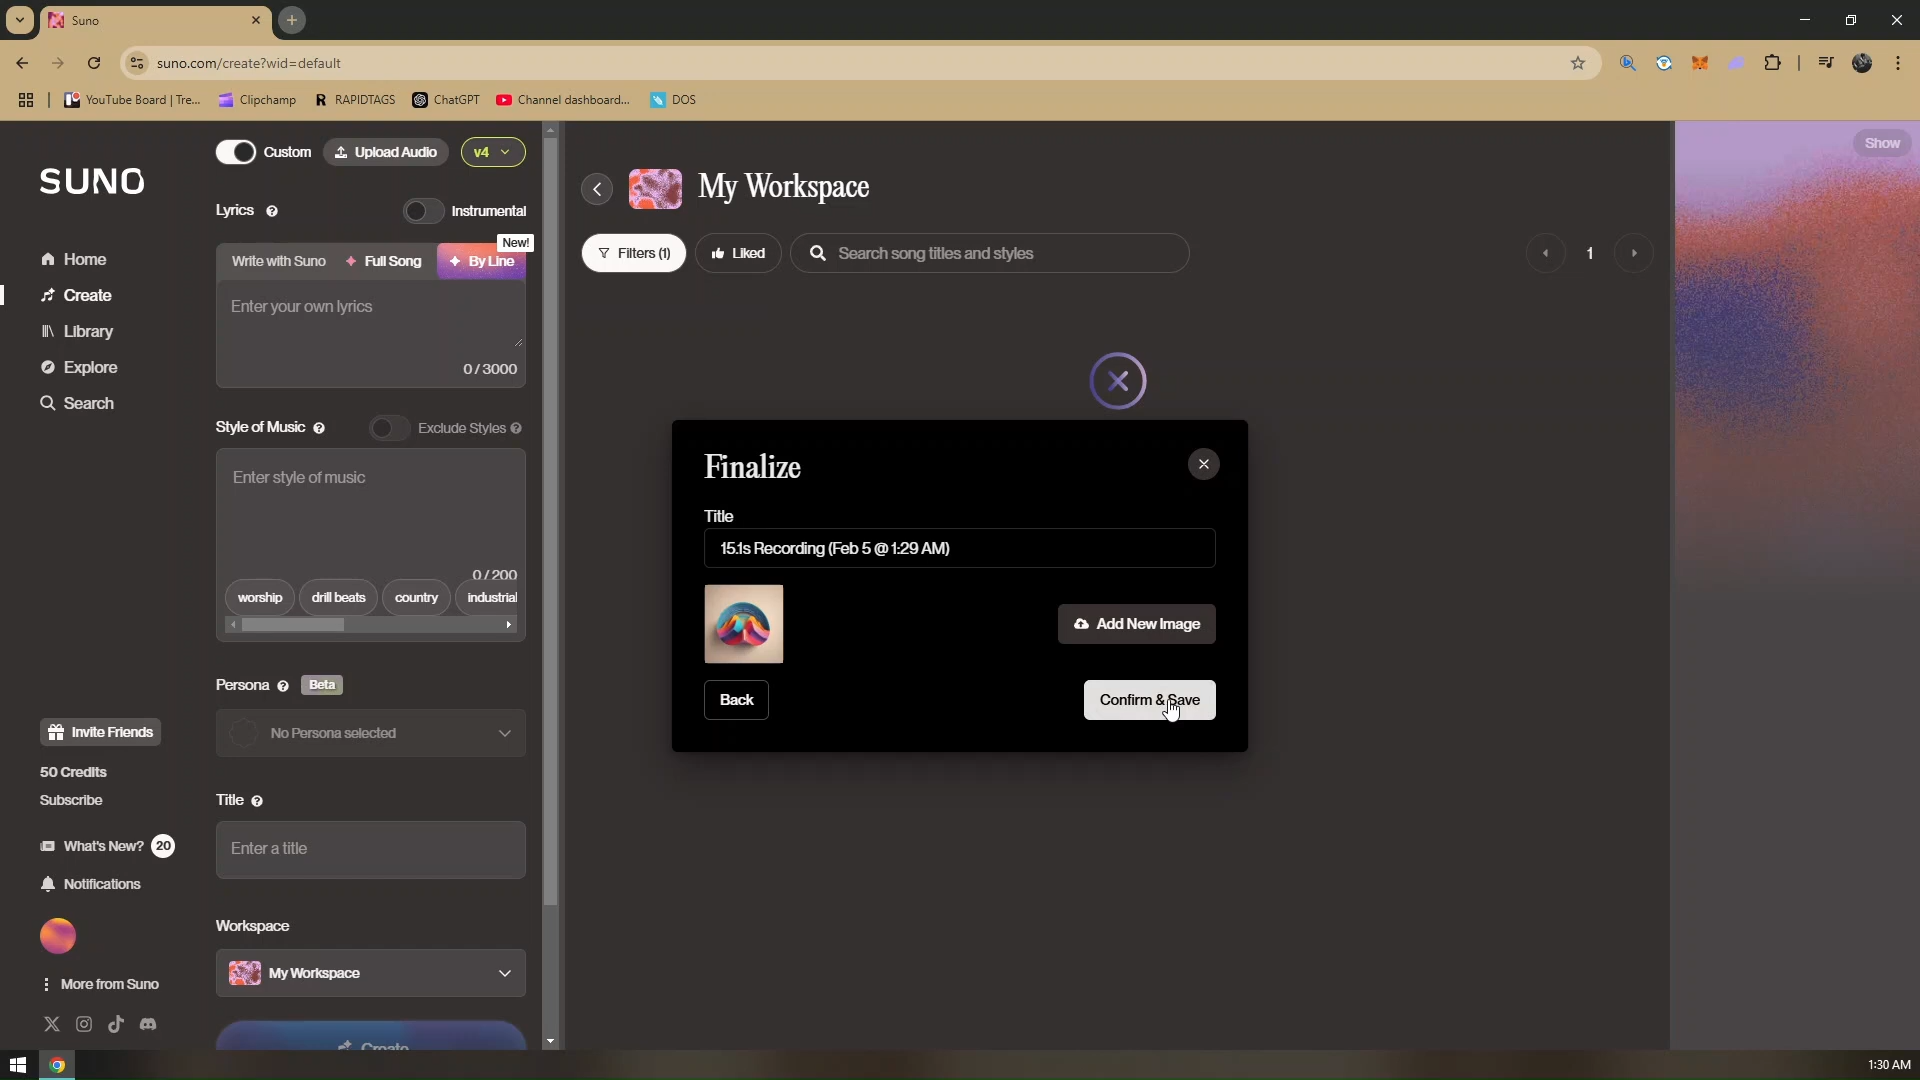 Suno
suno.com/create?wid=default
YouTube Board | Tre...
Clipchamp
RAPIDTAGS
ChatGPT
Channel dashboard...
DOS
SUNO
Home
Create
Library
Explore
Search
Invite Friends
50 Credits
Subscribe
What's New? 20
Notifications
More from Suno
Custom
Upload Audio
v4
Lyrics
Instrumental
New!
Write with Suno
Full Song
By Line
Enter your own lyrics
0 / 3000
Style of Music
Exclude Styles
Enter style of music
0 / 200
worship
drill beats
country
industrial
Persona
Beta
No Persona selected
Title
Enter a title
Workspace
My Workspace
Create
My Workspace
Filters (1)
Liked
Search song titles and styles
1
Show
Finalize
Title
15.1s Recording (Feb 5 @ 1:29 AM)
Add New Image
Back
Confirm & Save
1:30 AM